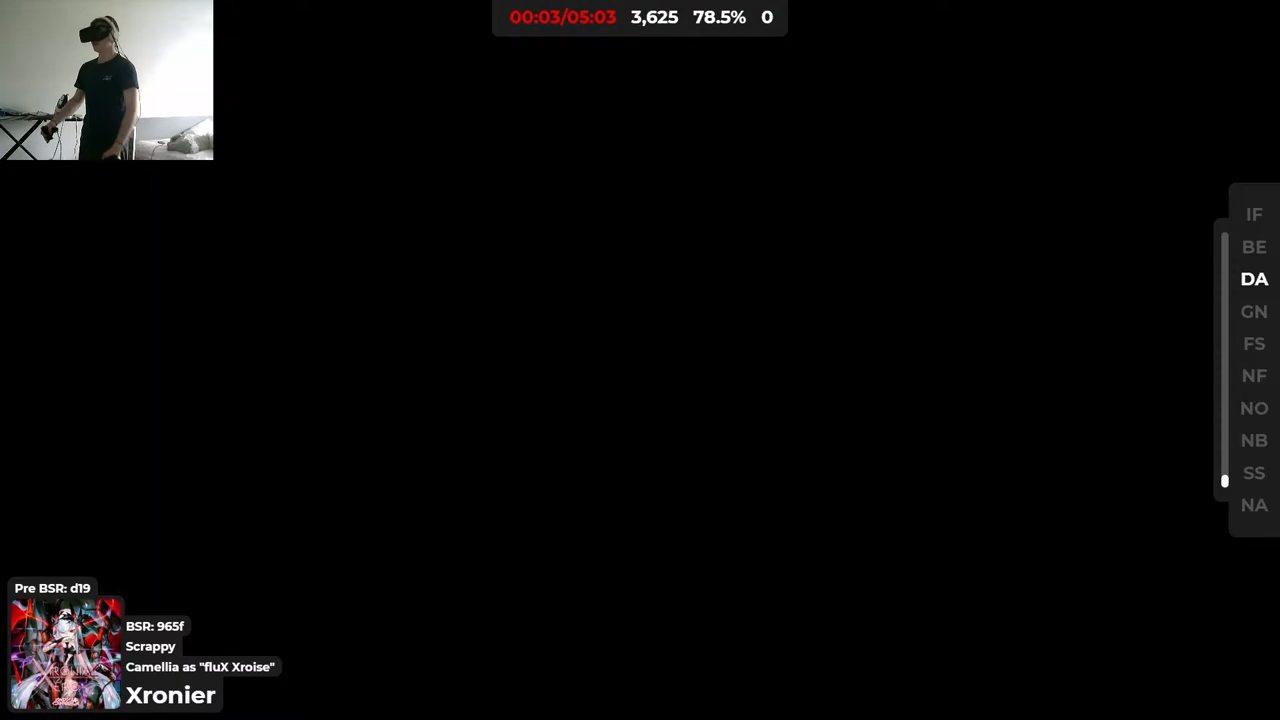 00:03/05:03 3,625 78.5% 0
IF
BE
DA
GN
FS
NF
NO
NB
SS
NA
Pre BSR: d19
BSR: 965f
Scrappy
Camellia as "fluX Xroise"
Xronier